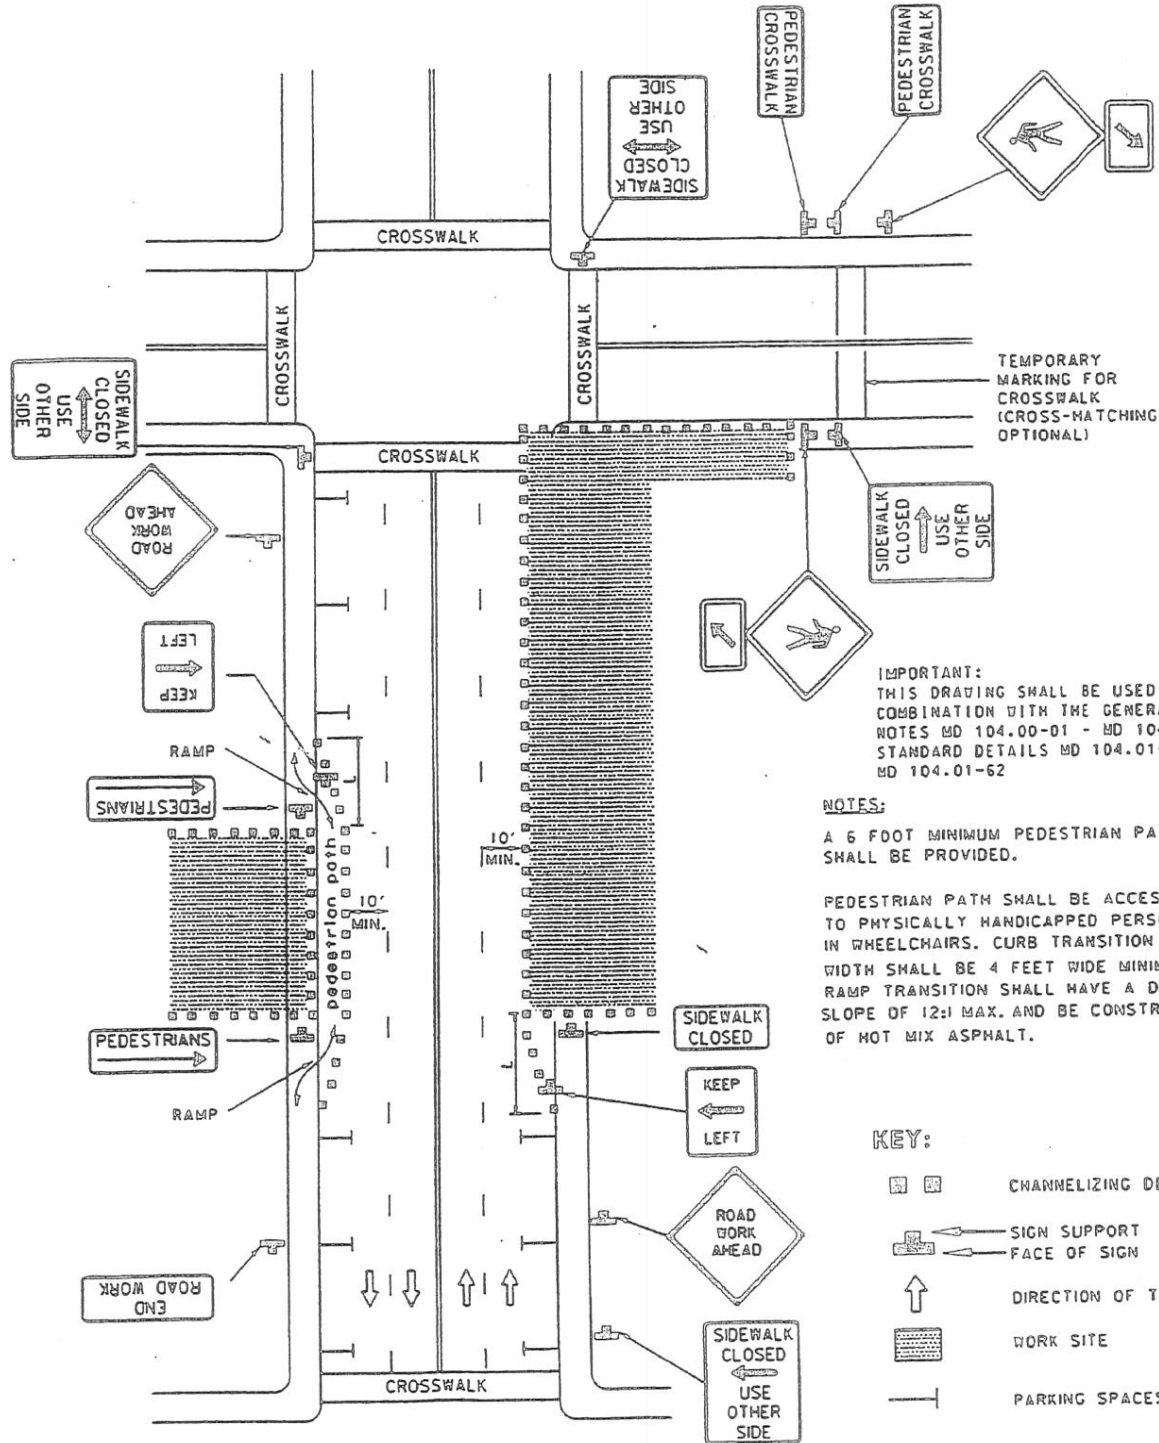 PEDESTRIAN
CROSSWALK
PEDESTRIAN
CROSSWALK
SIDEWALK
CLOSED
USE
OTHER
SIDE
CROSSWALK
CROSSWALK
CROSSWALK
TEMPORARY
MARKING FOR
CROSSWALK
(CROSS-HATCHING
OPTIONAL)
SIDEWALK
CLOSED
USE
OTHER
SIDE
CROSSWALK
ROAD
WORK
AHEAD
SIDEWALK
CLOSED
USE
OTHER
SIDE
KEEP
LEFT
IMPORTANT:
THIS DRAWING SHALL BE USED
COMBINATION WITH THE GENERA
NOTES MD 104.00-01 - MD 104
STANDARD DETAILS MD 104.01-
MD 104.01-62
RAMP
L
PEDESTRIANS
NOTES:
A 6 FOOT MINIMUM PEDESTRIAN PA
SHALL BE PROVIDED.
pedestrian path
10'
MIN.
10'
MIN.
PEDESTRIAN PATH SHALL BE ACCES
TO PHYSICALLY HANDICAPPED PERS
IN WHEELCHAIRS. CURB TRANSITION
WIDTH SHALL BE 4 FEET WIDE MINIM
RAMP TRANSITION SHALL HAVE A D
SLOPE OF 12:1 MAX. AND BE CONSTR
OF HOT MIX ASPHALT.
PEDESTRIANS
SIDEWALK
CLOSED
L
RAMP
KEEP
LEFT
KEY:
CHANNELIZING DE
ROAD
WORK
AHEAD
SIGN SUPPORT
FACE OF SIGN
END
ROAD WORK
DIRECTION OF T
WORK SITE
SIDEWALK
CLOSED
USE
OTHER
SIDE
CROSSWALK
PARKING SPACES